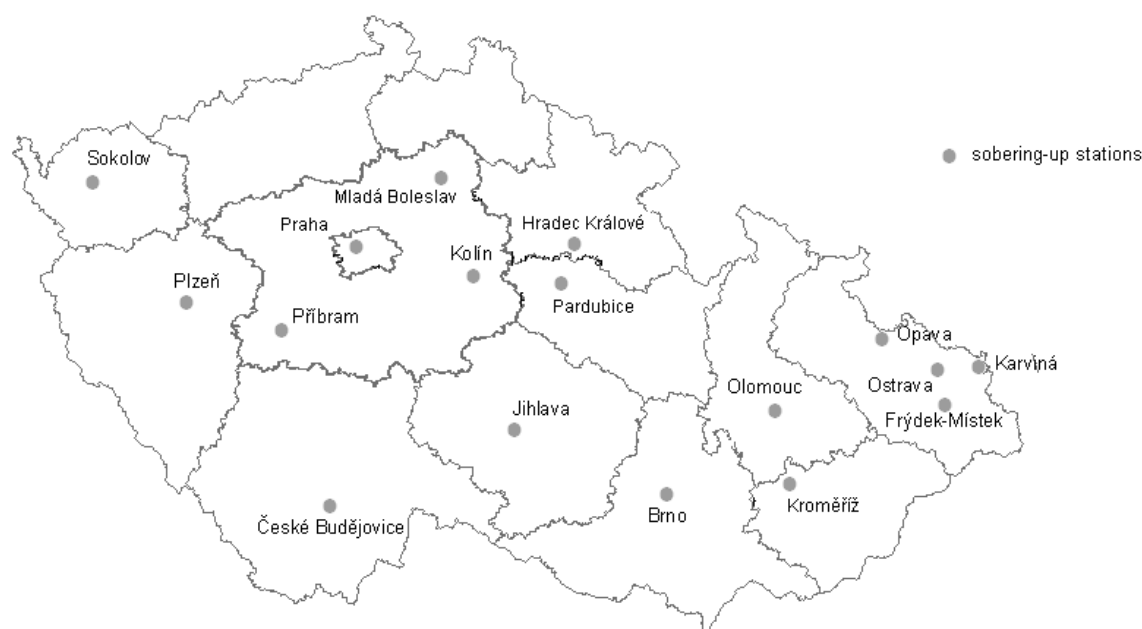 Sokolov
sobering-up stations
Mladá Boleslav
Praha
Hradec Králové
Kolín
Plzeň
Pardubice
Příbram
Opava
Karviná
Ostrava
Olomouc
Jihlava
Frýdek-Místek
Kroměříž
Brno
České Budějovice